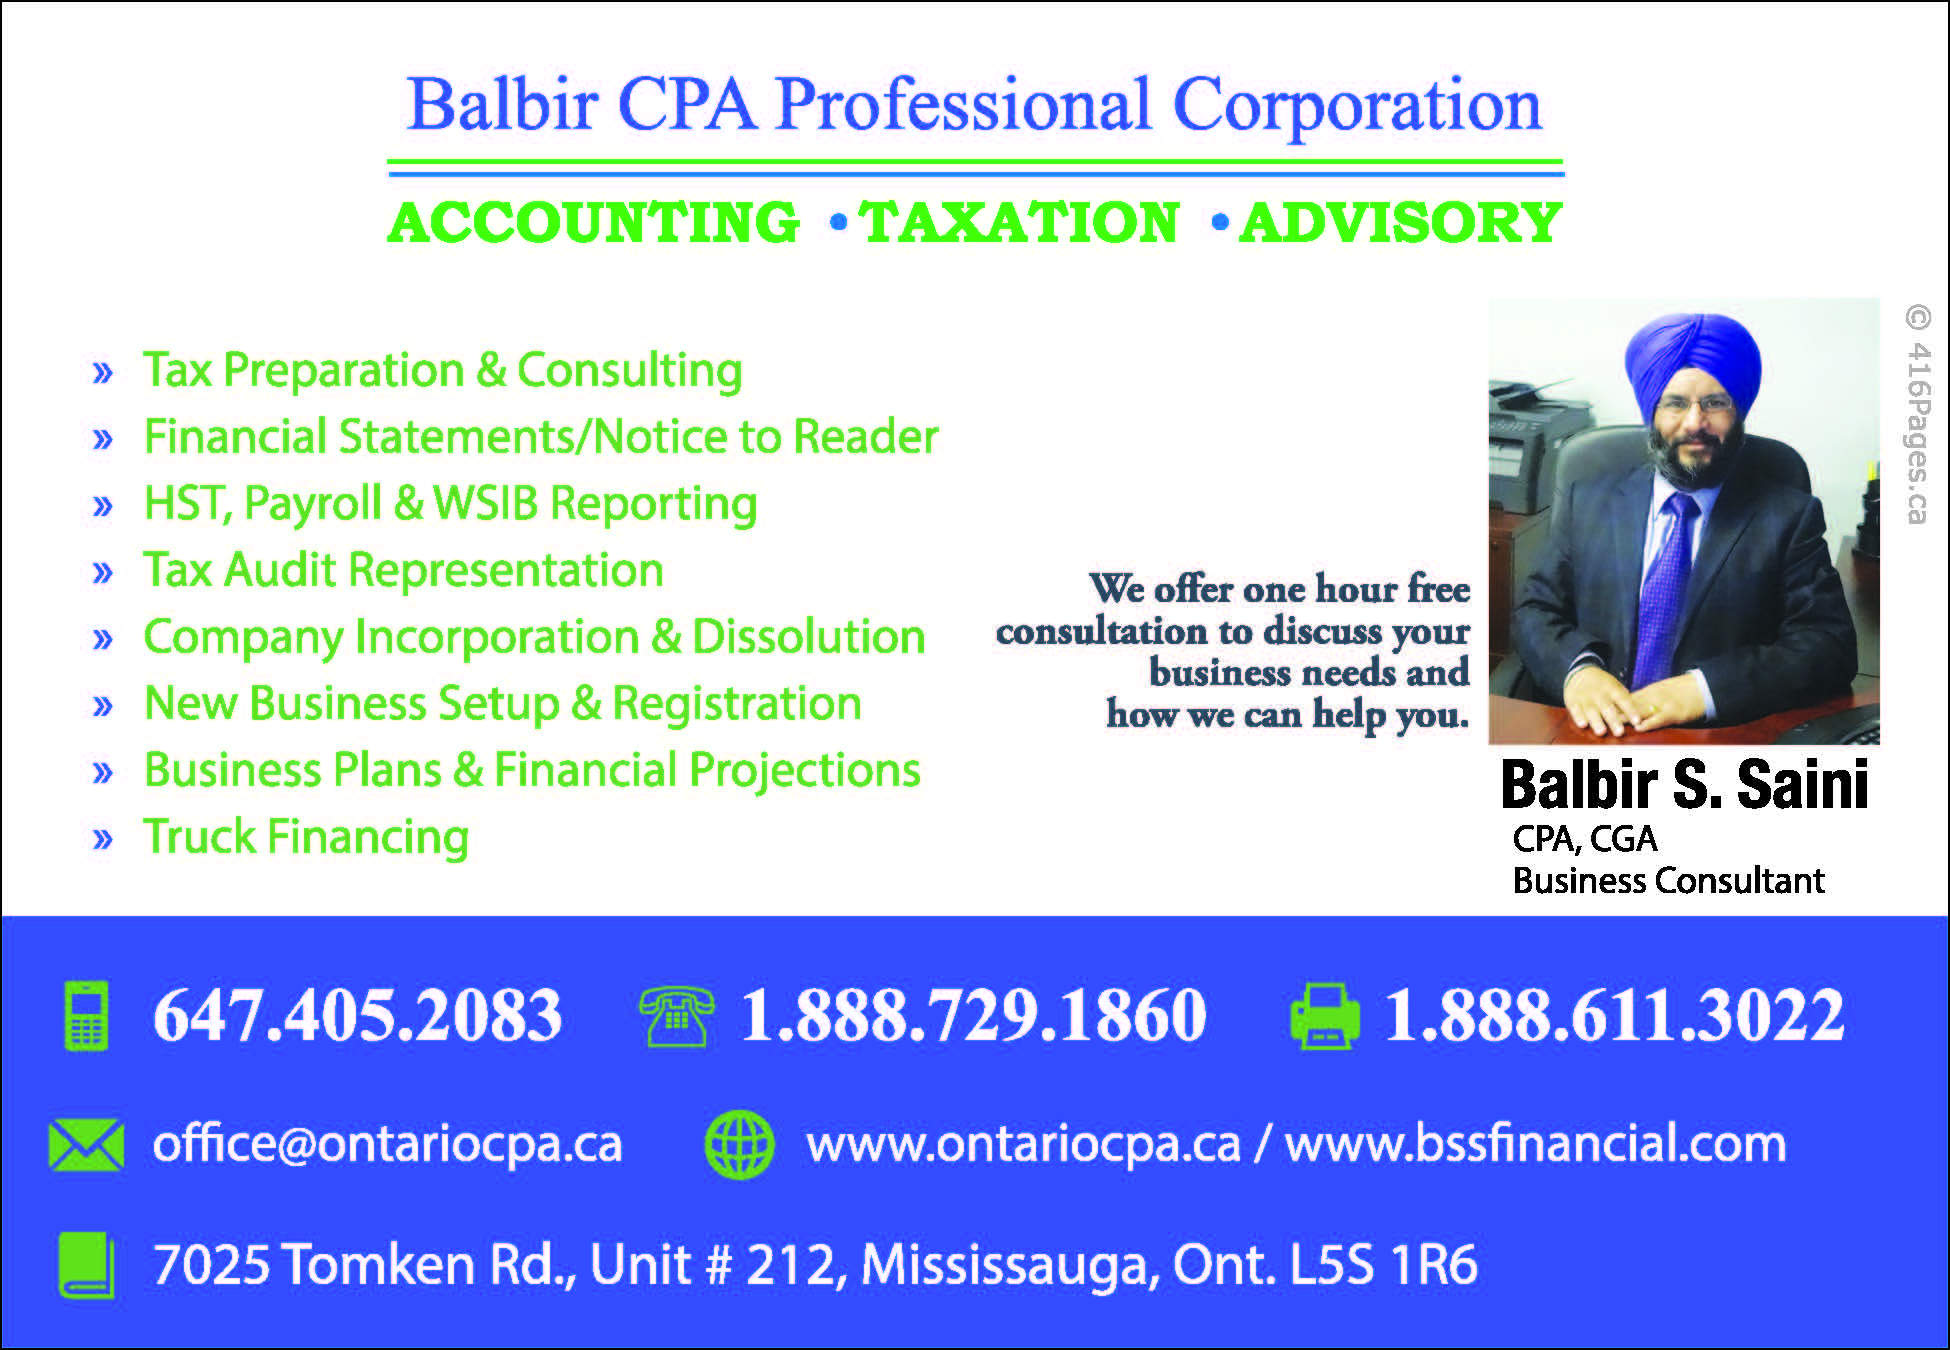 Balbir CPA Professional Corporation
ACCOUNTING • TAXATION • ADVISORY
» Tax Preparation & Consulting
» Financial Statements/Notice to Reader
» HST, Payroll & WSIB Reporting
» Tax Audit Representation
» Company Incorporation & Dissolution
» New Business Setup & Registration
» Business Plans & Financial Projections
» Truck Financing
We offer one hour free
consultation to discuss your
business needs and
how we can help you.
© 416Pages.ca
Balbir S. Saini
CPA, CGA
Business Consultant
647.405.2083 1.888.729.1860 1.888.611.3022
office@ontariocpa.ca www.ontariocpa.ca / www.bssfinancial.com
7025 Tomken Rd., Unit # 212, Mississauga, Ont. L5S 1R6